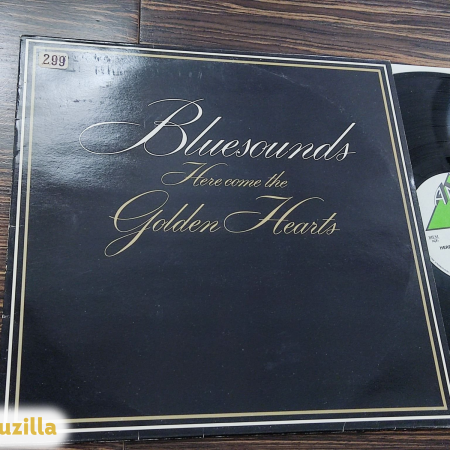 299
Bluesounds
Here come the
Golden Hearts
uzilla